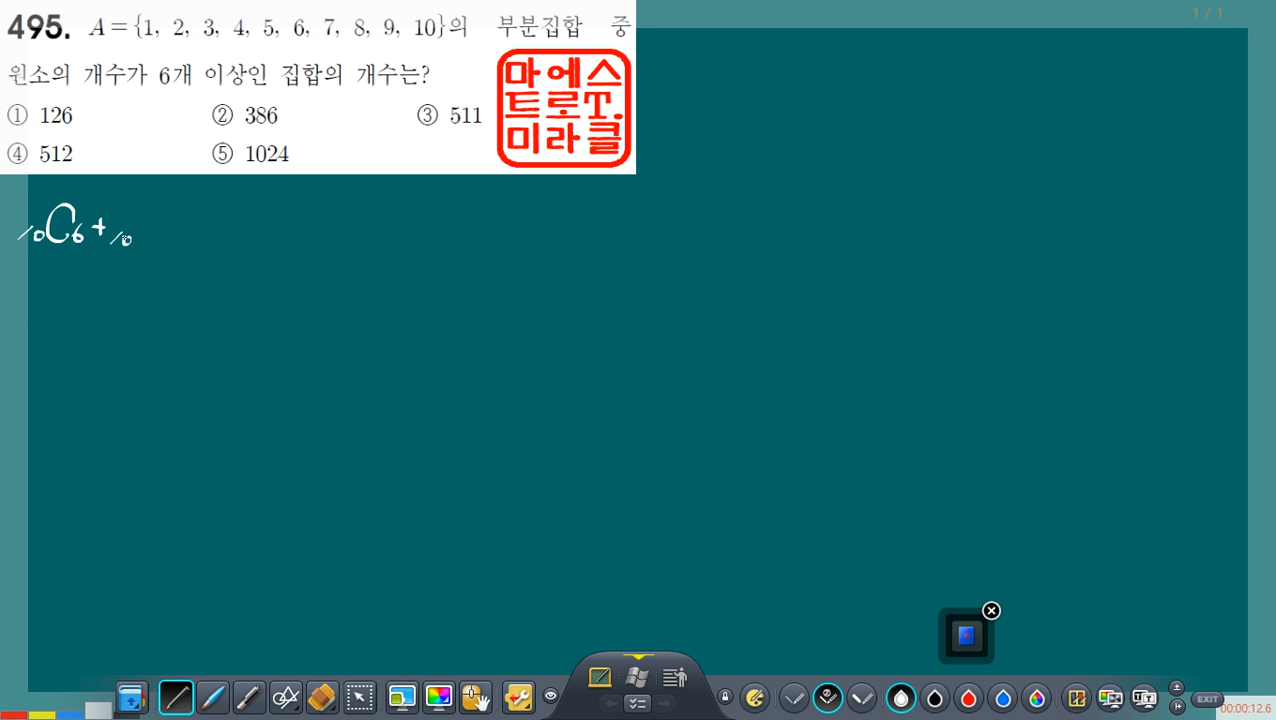 1 / 1
495. A = {1, 2, 3, 4, 5, 6, 7, 8, 9, 10}의 부분집합 중
원소의 개수가 6개 이상인 집합의 개수는?
① 126 ② 386 ③ 511
④ 512 ⑤ 1024
마에스
트로 T.
미라클
₁₀C₆ + ₁₀
EXIT
00:00:12.6